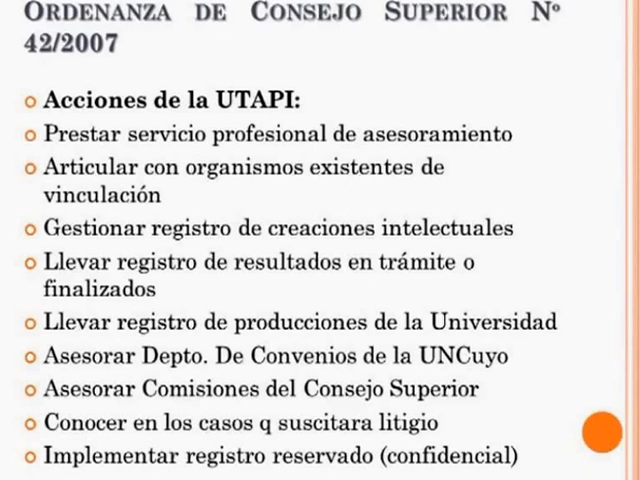 ORDENANZA DE CONSEJO SUPERIOR Nº
42/2007
Acciones de la UTAPI:
Prestar servicio profesional de asesoramiento
Articular con organismos existentes de
vinculación
Gestionar registro de creaciones intelectuales
Llevar registro de resultados en trámite o
finalizados
Llevar registro de producciones de la Universidad
Asesorar Depto. De Convenios de la UNCuyo
Asesorar Comisiones del Consejo Superior
Conocer en los casos q suscitara litigio
Implementar registro reservado (confidencial)